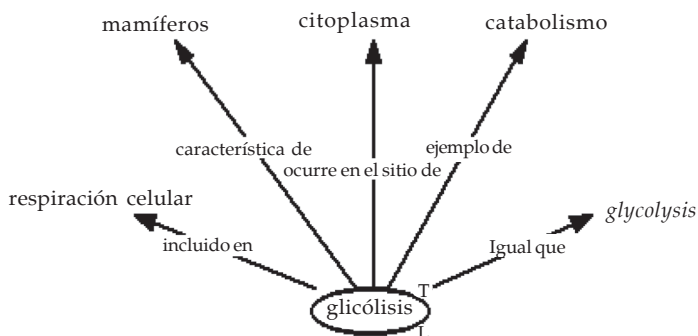 mamíferos
citoplasma
catabolismo
característica de
ocurre en el sitio de
ejemplo de
respiración celular
glycolysis
incluido en
Igual que
T
glicólisis